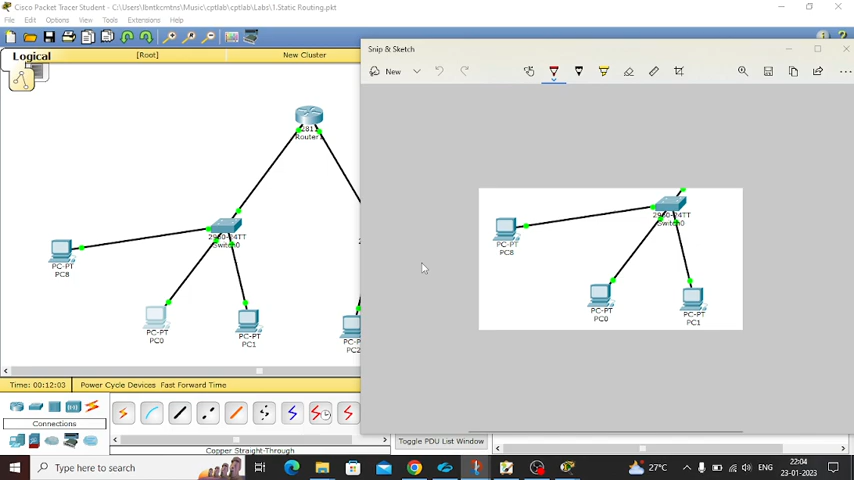 Cisco Packet Tracer Student - C:\Users\lbntkcmtns\Music\cptlab\Labs\1.Static Routing.pkt
File Options View Tools Extensions Help
Logical
[Root]
New Cluster
Snip & Sketch
New
Router1
Switch0
PC-PT
PC8
PC-PT
PC0
PC-PT
PC1
PC2
2960-24TT
Switch0
PC-PT
PC8
PC-PT
PC0
PC-PT
PC1
Time: 00:12:03
Power Cycle Devices Fast Forward Time
Connections
Copper Straight-Through
Toggle PDU List Window
Type here to search
27°C
ENG
22:04
23-01-2023